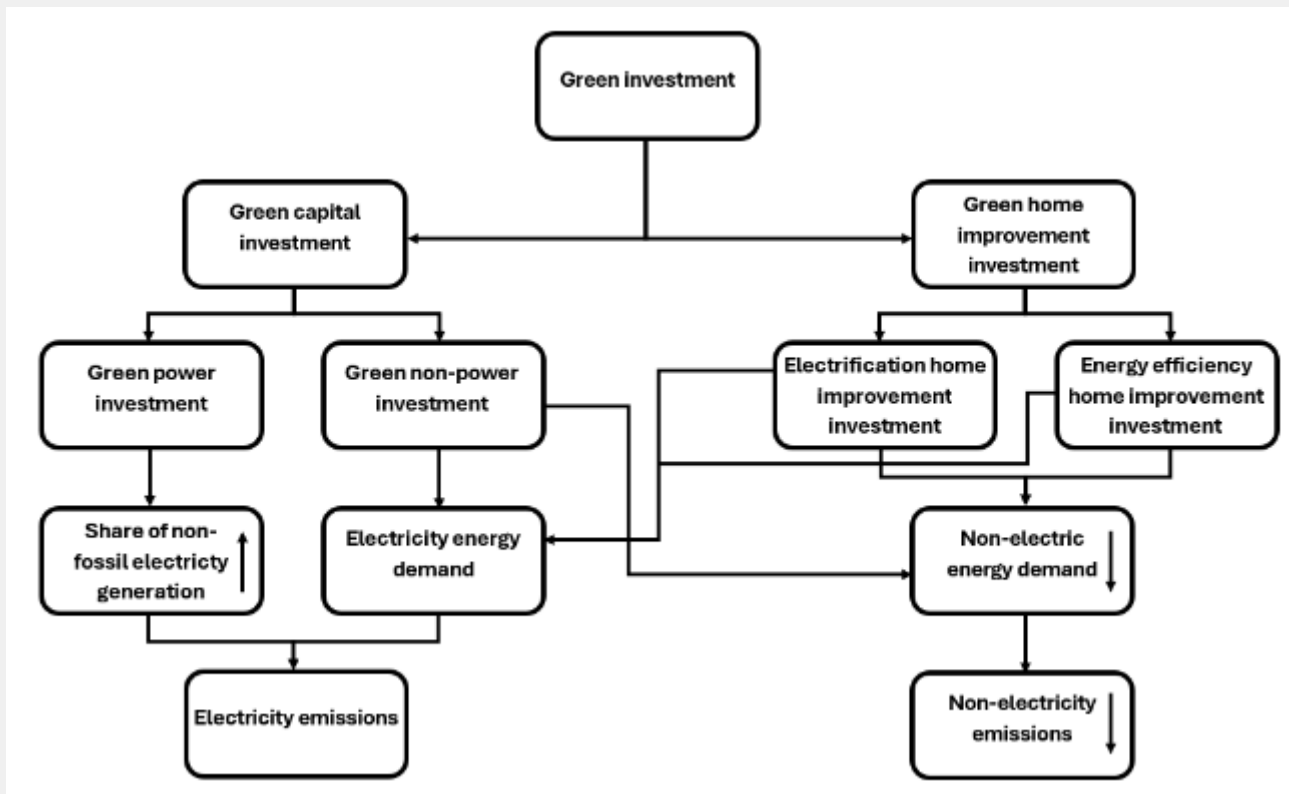 Green investment
Green capital
investment
Green home
improvement
investment
Green power
investment
Green non-power
investment
Electrification home
improvement
investment
Energy efficiency
home improvement
investment
Share of non-
fossil electricty
generation
Electricity energy
demand
Non-electric
energy demand
Electricity emissions
Non-electricity
emissions